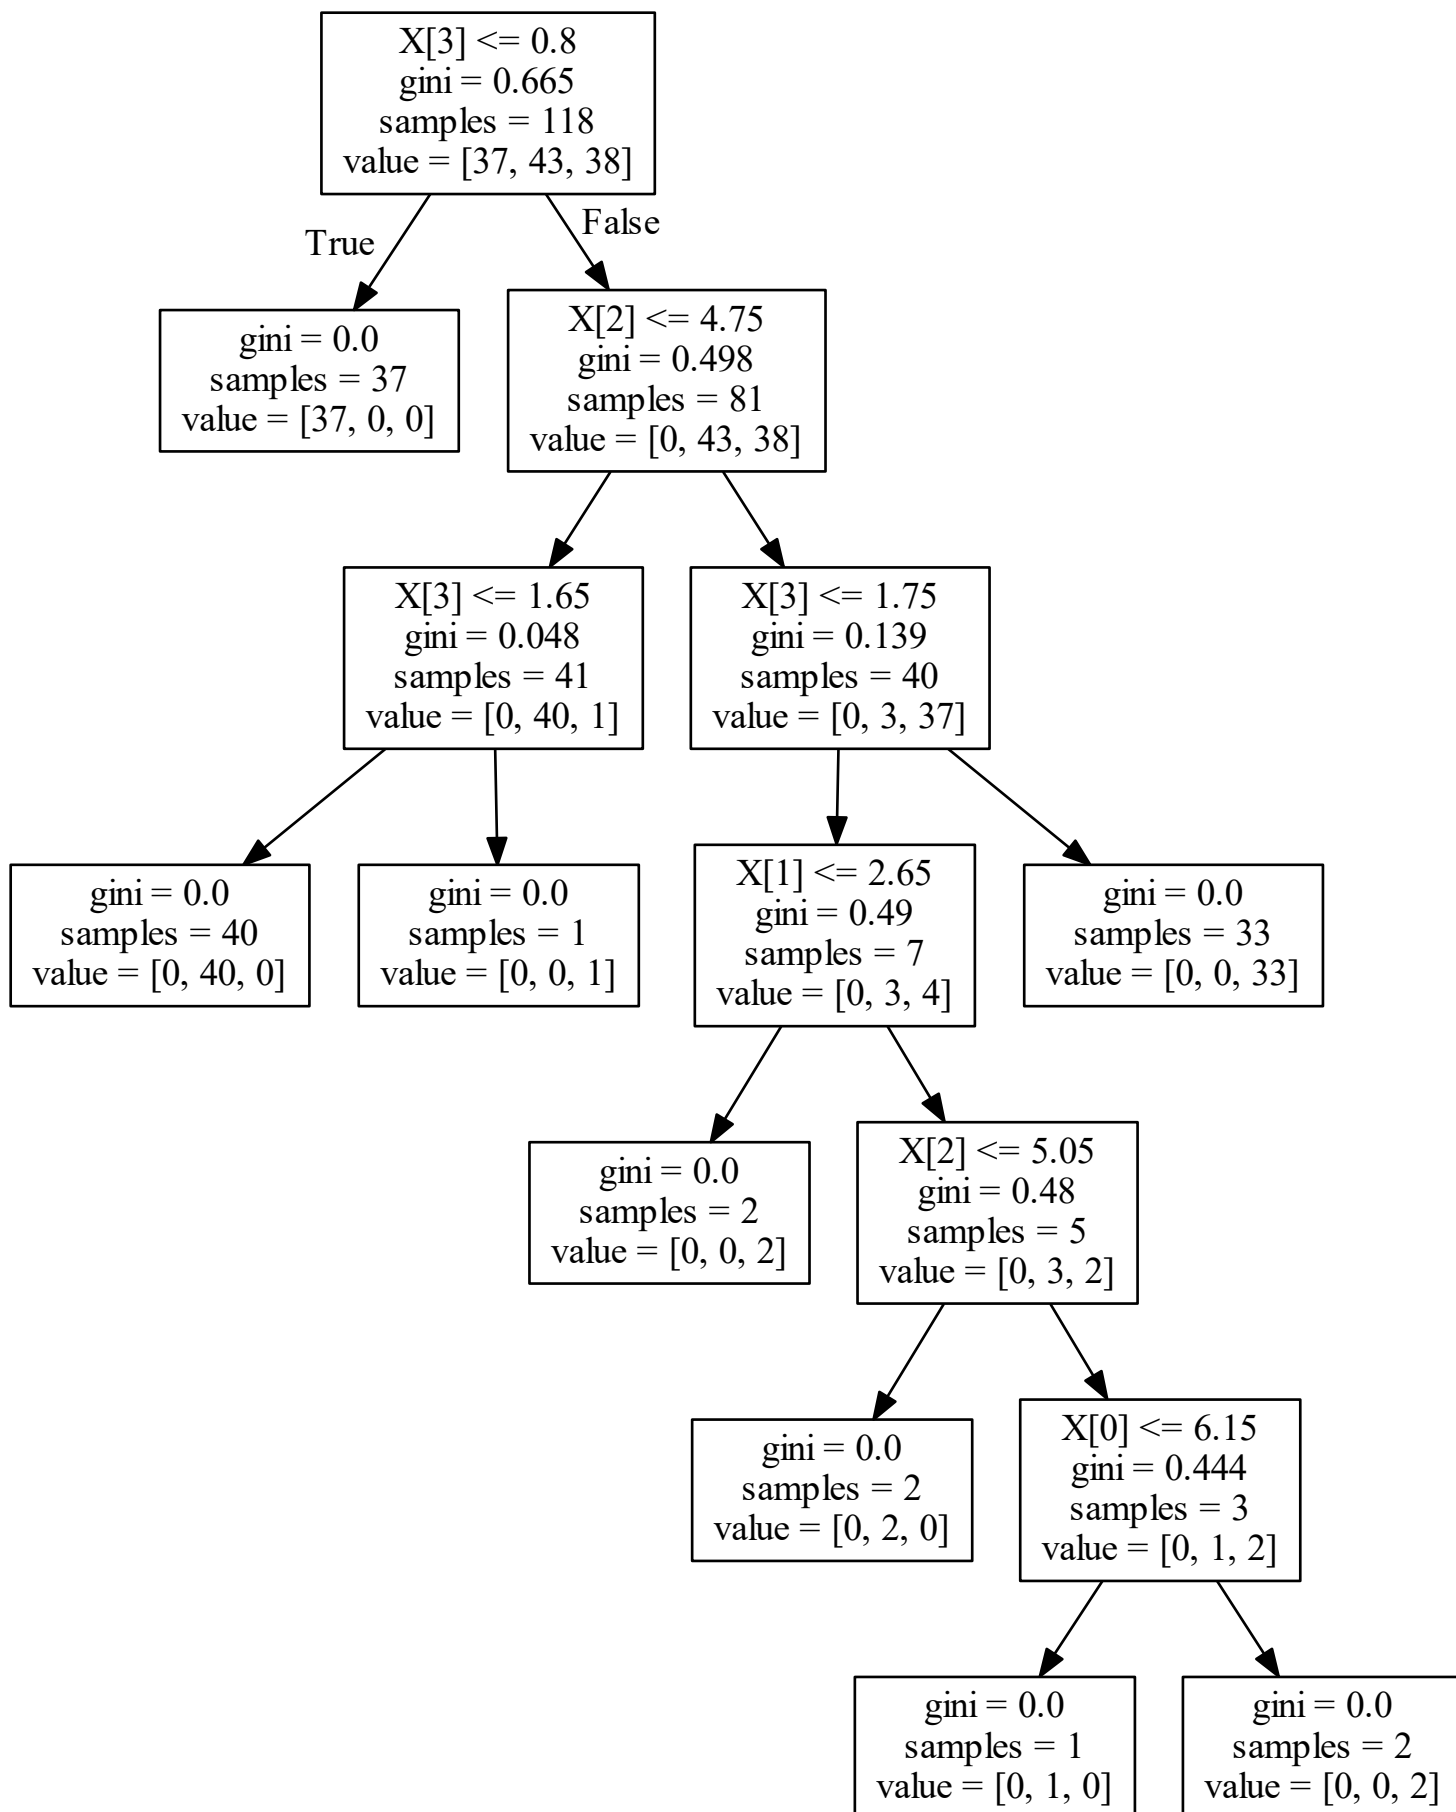 X[3] <= 0.8
gini = 0.665
samples = 118
value = [37, 43, 38]
True
False
gini = 0.0
samples = 37
value = [37, 0, 0]
X[2] <= 4.75
gini = 0.498
samples = 81
value = [0, 43, 38]
X[3] <= 1.65
gini = 0.048
samples = 41
value = [0, 40, 1]
X[3] <= 1.75
gini = 0.139
samples = 40
value = [0, 3, 37]
gini = 0.0
samples = 40
value = [0, 40, 0]
gini = 0.0
samples = 1
value = [0, 0, 1]
X[1] <= 2.65
gini = 0.49
samples = 7
value = [0, 3, 4]
gini = 0.0
samples = 33
value = [0, 0, 33]
gini = 0.0
samples = 2
value = [0, 0, 2]
X[2] <= 5.05
gini = 0.48
samples = 5
value = [0, 3, 2]
gini = 0.0
samples = 2
value = [0, 2, 0]
X[0] <= 6.15
gini = 0.444
samples = 3
value = [0, 1, 2]
gini = 0.0
samples = 1
value = [0, 1, 0]
gini = 0.0
samples = 2
value = [0, 0, 2]